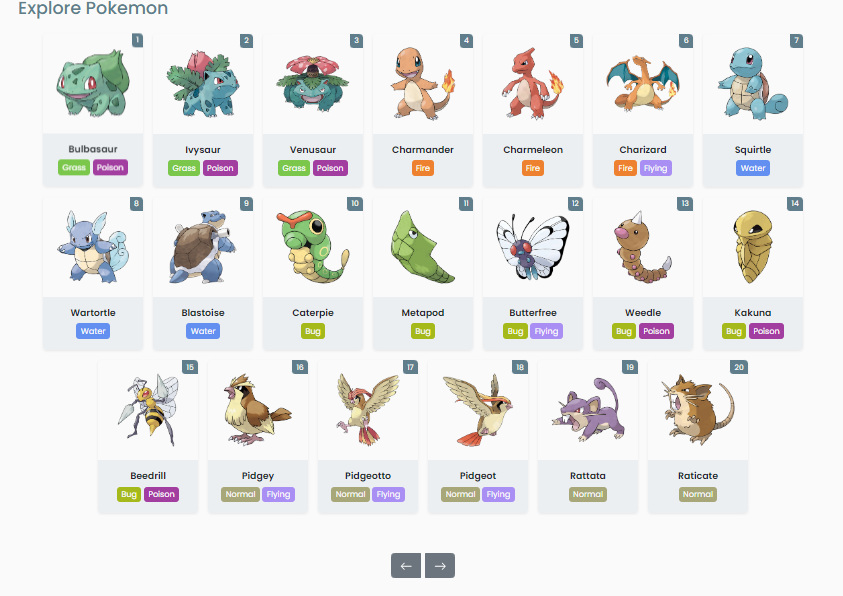 Explore Pokemon
1 2 3 4 5 6 7
Bulbasaur Ivysaur Venusaur Charmander Charmeleon Charizard Squirtle
Grass Poison Grass Poison Grass Poison Fire Fire Fire Flying Water
8 9 10 11 12 13 14
Wartortle Blastoise Caterpie Metapod Butterfree Weedle Kakuna
Water Water Bug Bug Bug Flying Bug Poison Bug Poison
15 16 17 18 19 20
Beedrill Pidgey Pidgeotto Pidgeot Rattata Raticate
Bug Poison Normal Flying Normal Flying Normal Flying Normal Normal